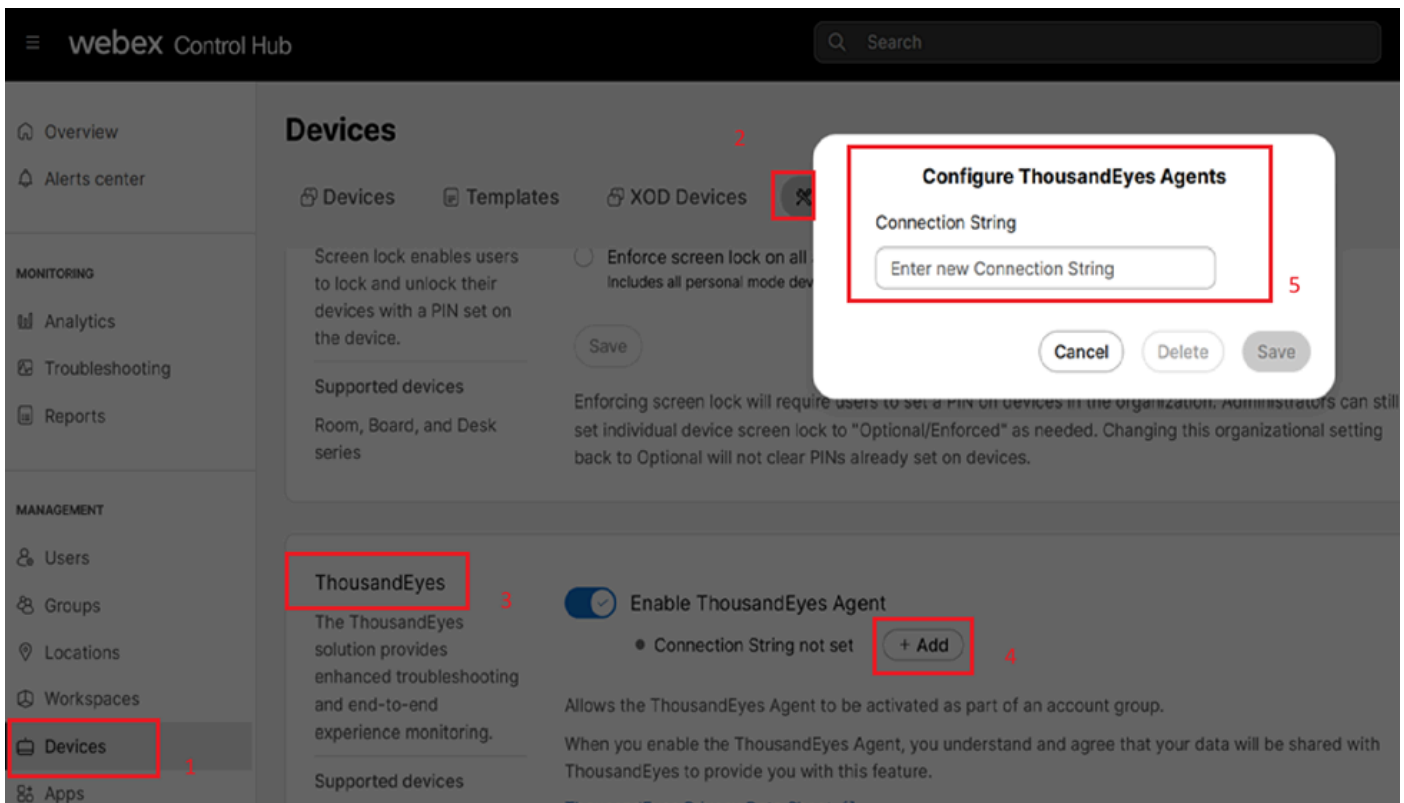 webex Control Hub
Search
Overview
Alerts center
MONITORING
Analytics
Troubleshooting
Reports
MANAGEMENT
Users
Groups
Locations
Workspaces
Devices
1
Apps
Devices
2
Devices
Templates
XOD Devices
Screen lock enables users
to lock and unlock their
devices with a PIN set on
the device.
Supported devices
Room, Board, and Desk
series
Enforce screen lock on all
Includes all personal mode dev
Save
Enforcing screen lock will require users to set a PIN on devices in the organization. Administrators can still
set individual device screen lock to "Optional/Enforced" as needed. Changing this organizational setting
back to Optional will not clear PINs already set on devices.
Configure ThousandEyes Agents
Connection String
Enter new Connection String
5
Cancel
Delete
Save
ThousandEyes
3
The ThousandEyes
solution provides
enhanced troubleshooting
and end-to-end
experience monitoring.
Supported devices
Enable ThousandEyes Agent
Connection String not set
+ Add
4
Allows the ThousandEyes Agent to be activated as part of an account group.
When you enable the ThousandEyes Agent, you understand and agree that your data will be shared with
ThousandEyes to provide you with this feature.